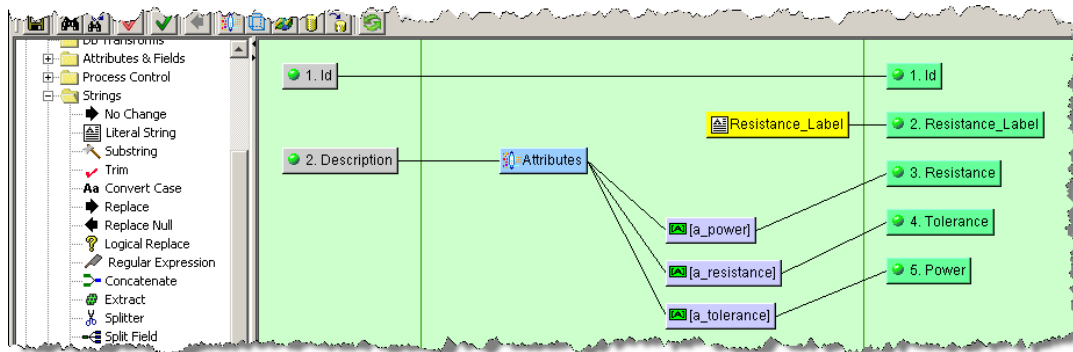 DB Transforms
Attributes & Fields
Process Control
Strings
No Change
Literal String
Substring
Trim
Aa Convert Case
Replace
Replace Null
Logical Replace
Regular Expression
Concatenate
Extract
Splitter
Split Field
1. Id
2. Description
Attributes
Resistance_Label
[a_power]
[a_resistance]
[a_tolerance]
1. Id
2. Resistance_Label
3. Resistance
4. Tolerance
5. Power